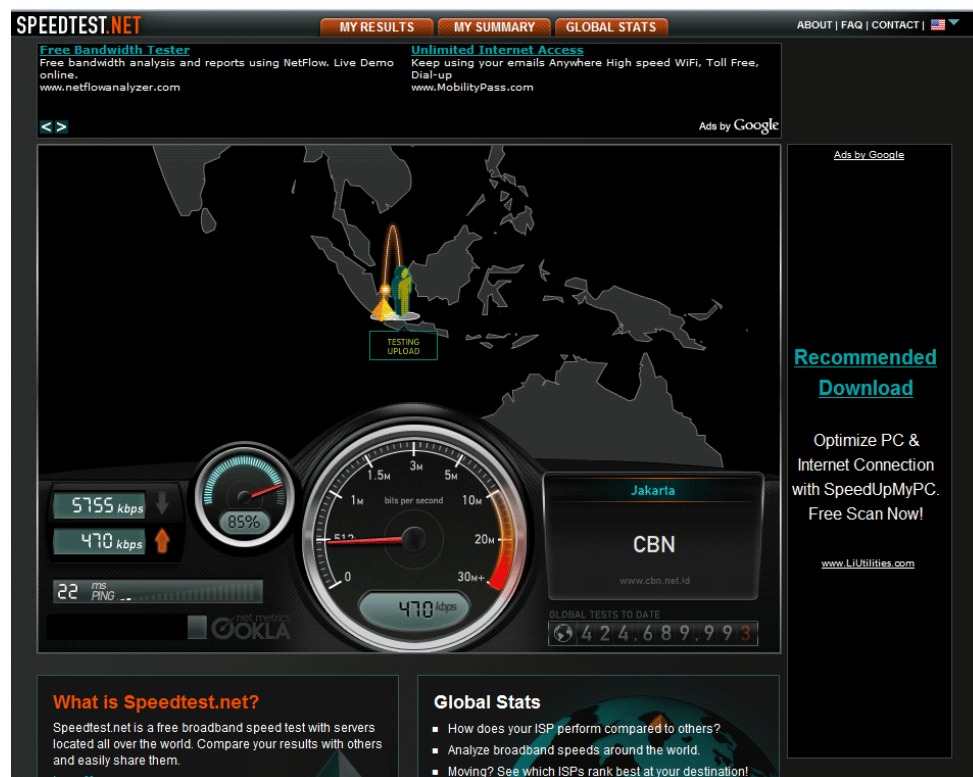 SPEEDTEST.NET
MY RESULTS MY SUMMARY GLOBAL STATS
ABOUT | FAQ | CONTACT |
Free Bandwidth Tester
Free bandwidth analysis and reports using NetFlow. Live Demo
online.
www.netflowanalyzer.com
Unlimited Internet Access
Keep using your emails Anywhere High speed WiFi, Toll Free,
Dial-up
www.MobilityPass.com
< >
Ads by Google
Ads by Google
Recommended
Download
Optimize PC &
Internet Connection
with SpeedUpMyPC.
Free Scan Now!
www.LiUtilities.com
TESTING
UPLOAD
5755 kbps
470 kbps
85%
22 ms PING
net metrics
OOKLA
0
512
1M
1.5M
3M
5M
10M
20M
30M+
bits per second
470 kbps
Jakarta
CBN
www.cbn.net.id
GLOBAL TESTS TO DATE
424.689.993
What is Speedtest.net?
Speedtest.net is a free broadband speed test with servers
located all over the world. Compare your results with others
and easily share them.
Global Stats
How does your ISP perform compared to others?
Analyze broadband speeds around the world.
Moving? See which ISPs rank best at your destination!